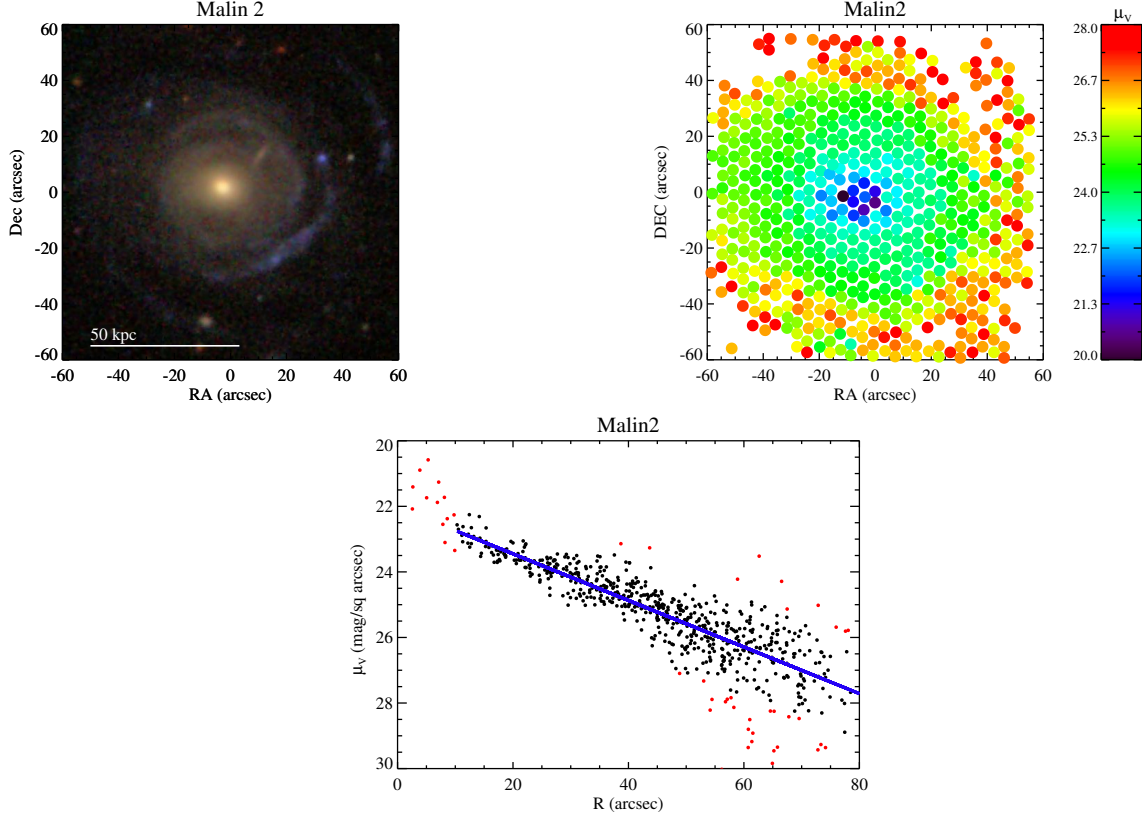 Malin 2
60
40
20
0
-20
-40
-60
Dec (arcsec)
50 kpc
-60 -40 -20 0 20 40 60
RA (arcsec)
Malin2
60
40
20
0
-20
-40
-60
DEC (arcsec)
-60 -40 -20 0 20 40 60
RA (arcsec)
μV
28.0
26.7
25.3
24.0
22.7
21.3
20.0
Malin2
20
22
24
26
28
30
μV (mag/sq arcsec)
0 20 40 60 80
R (arcsec)